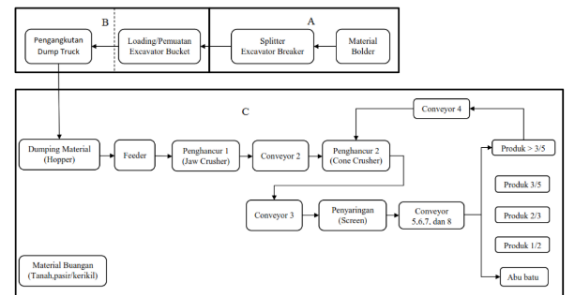 B
A
Pengangkutan
Dump Truck
Loading/Pemuatan
Excavator Bucket
Splitter
Excavator Breaker
Material
Bolder
C
Conveyor 4
Dumping Material
(Hopper)
Feeder
Penghancur 1
(Jaw Crusher)
Conveyor 2
Penghancur 2
(Cone Crusher)
Produk > 3/5
Produk 3/5
Conveyor 3
Penyaringan
(Screen)
Conveyor
5,6,7, dan 8
Produk 2/3
Produk 1/2
Material Buangan
(Tanah,pasir/kerikil)
Abu batu